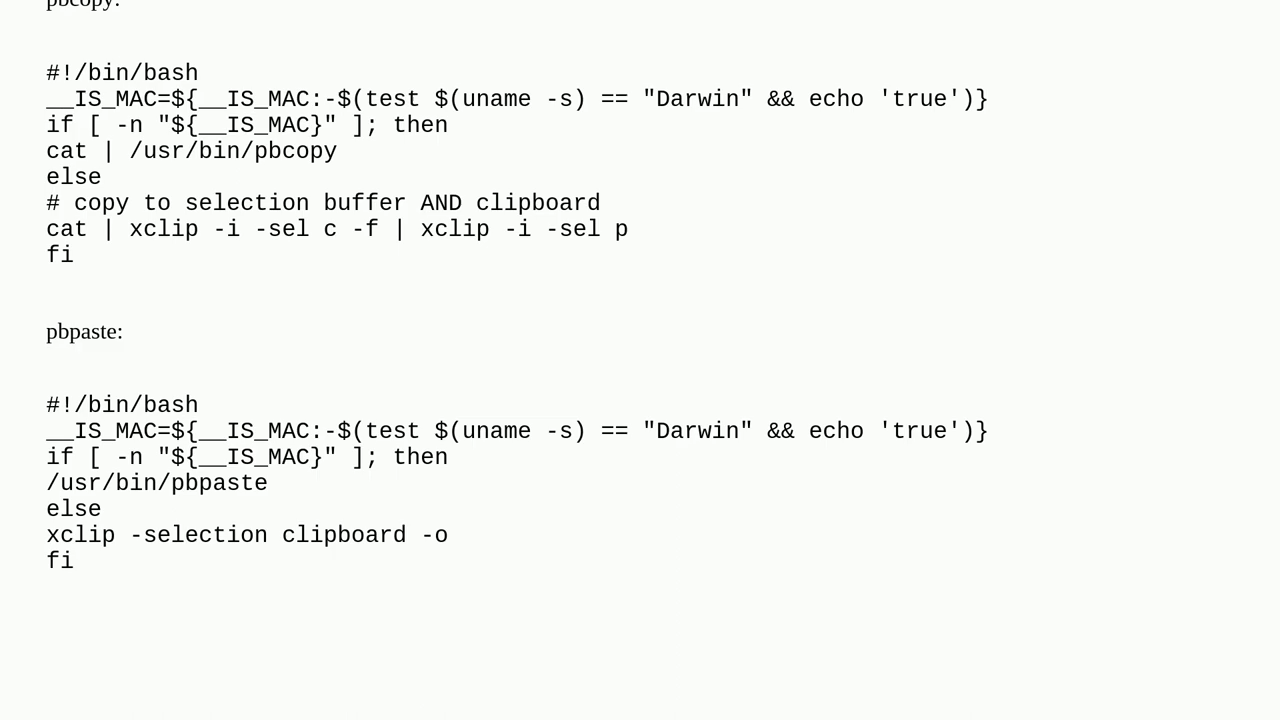 pbcopy:
#!/bin/bash
__IS_MAC=${__IS_MAC:-$(test $(uname -s) == "Darwin" && echo 'true')}
if [ -n "${__IS_MAC}" ]; then
cat | /usr/bin/pbcopy
else
# copy to selection buffer AND clipboard
cat | xclip -i -sel c -f | xclip -i -sel p
fi
pbpaste:
#!/bin/bash
__IS_MAC=${__IS_MAC:-$(test $(uname -s) == "Darwin" && echo 'true')}
if [ -n "${__IS_MAC}" ]; then
/usr/bin/pbpaste
else
xclip -selection clipboard -o
fi